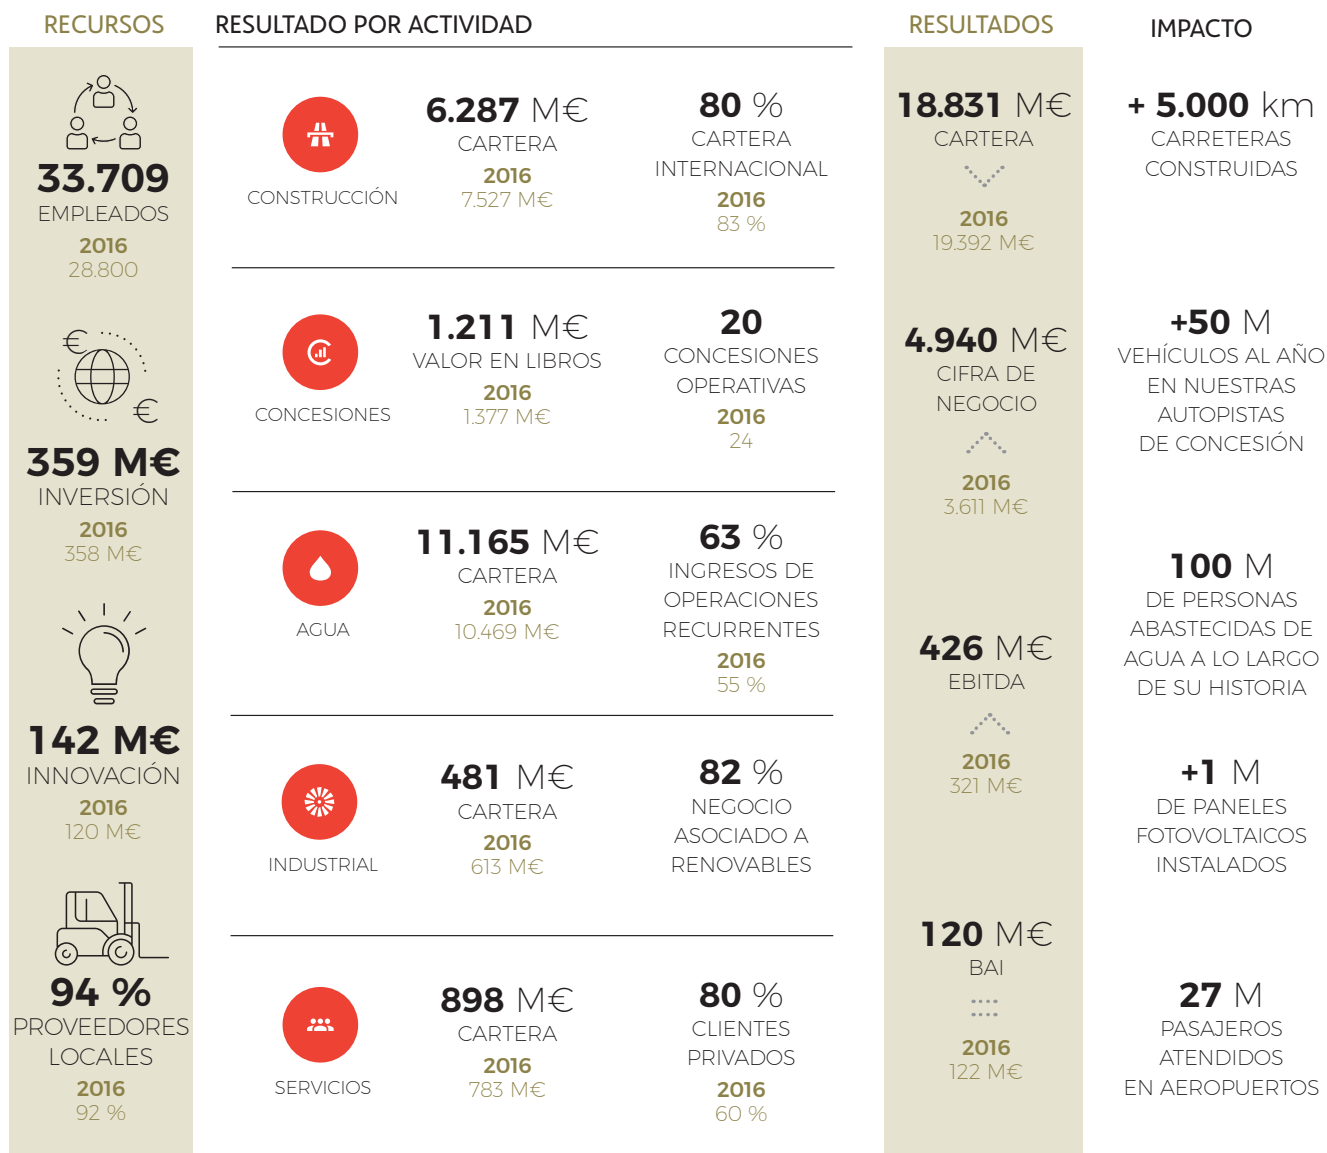 RECURSOS
33.709
EMPLEADOS
2016
28.800
359 M€
INVERSIÓN
2016
358 M€
142 M€
INNOVACIÓN
2016
120 M€
94 %
PROVEEDORES
LOCALES
2016
92 %
RESULTADO POR ACTIVIDAD
CONSTRUCCIÓN
6.287 M€
CARTERA
2016
7.527 M€
80 %
CARTERA
INTERNACIONAL
2016
83 %
CONCESIONES
1.211 M€
VALOR EN LIBROS
2016
1.377 M€
20
CONCESIONES
OPERATIVAS
2016
24
AGUA
11.165 M€
CARTERA
2016
10.469 M€
63 %
INGRESOS DE
OPERACIONES
RECURRENTES
2016
55 %
INDUSTRIAL
481 M€
CARTERA
2016
613 M€
82 %
NEGOCIO
ASOCIADO A
RENOVABLES
SERVICIOS
898 M€
CARTERA
2016
783 M€
80 %
CLIENTES
PRIVADOS
2016
60 %
RESULTADOS
18.831 M€
CARTERA
2016
19.392 M€
4.940 M€
CIFRA DE
NEGOCIO
2016
3.611 M€
426 M€
EBITDA
2016
321 M€
120 M€
BAI
2016
122 M€
IMPACTO
+ 5.000 km
CARRETERAS
CONSTRUIDAS
+50 M
VEHÍCULOS AL AÑO
EN NUESTRAS
AUTOPISTAS
DE CONCESIÓN
100 M
DE PERSONAS
ABASTECIDAS DE
AGUA A LO LARGO
DE SU HISTORIA
+1 M
DE PANELES
FOTOVOLTAICOS
INSTALADOS
27 M
PASAJEROS
ATENDIDOS
EN AEROPUERTOS